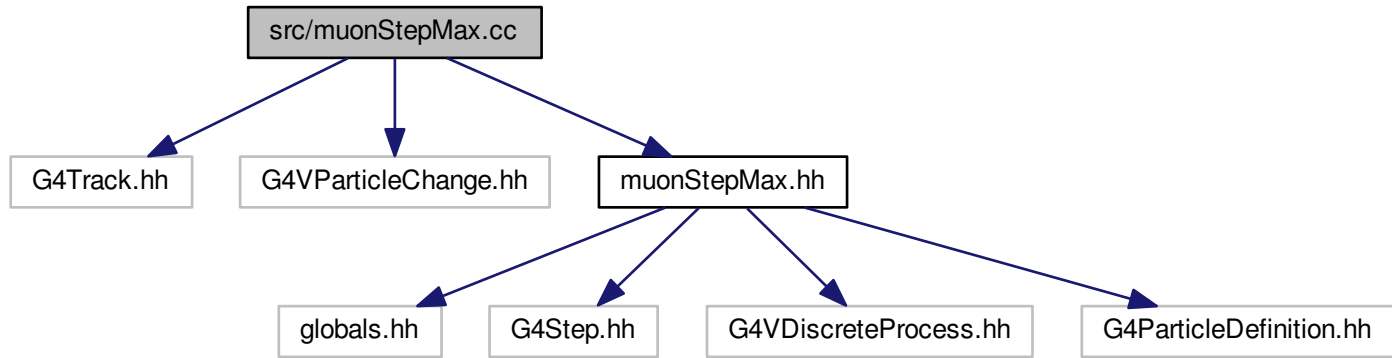 src/muonStepMax.cc
G4Track.hh
G4VParticleChange.hh
muonStepMax.hh
globals.hh
G4Step.hh
G4VDiscreteProcess.hh
G4ParticleDefinition.hh